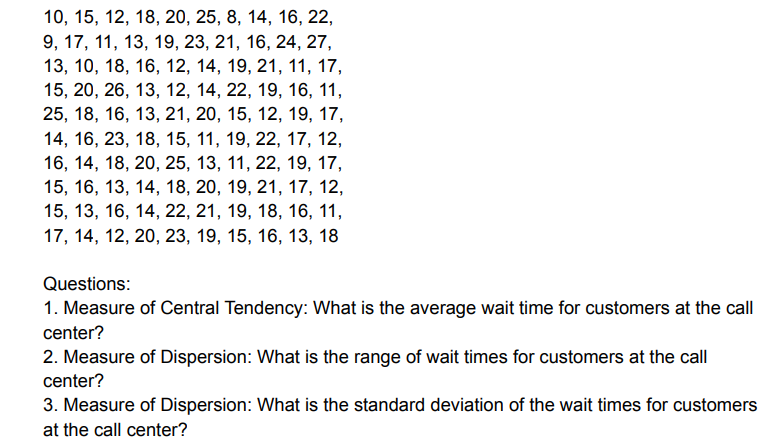 10, 15, 12, 18, 20, 25, 8, 14, 16, 22,
9, 17, 11, 13, 19, 23, 21, 16, 24, 27,
13, 10, 18, 16, 12, 14, 19, 21, 11, 17,
15, 20, 26, 13, 12, 14, 22, 19, 16, 11,
25, 18, 16, 13, 21, 20, 15, 12, 19, 17,
14, 16, 23, 18, 15, 11, 19, 22, 17, 12,
16, 14, 18, 20, 25, 13, 11, 22, 19, 17,
15, 16, 13, 14, 18, 20, 19, 21, 17, 12,
15, 13, 16, 14, 22, 21, 19, 18, 16, 11,
17, 14, 12, 20, 23, 19, 15, 16, 13, 18
Questions:
1. Measure of Central Tendency: What is the average wait time for customers at the call
center?
2. Measure of Dispersion: What is the range of wait times for customers at the call
center?
3. Measure of Dispersion: What is the standard deviation of the wait times for customers
at the call center?